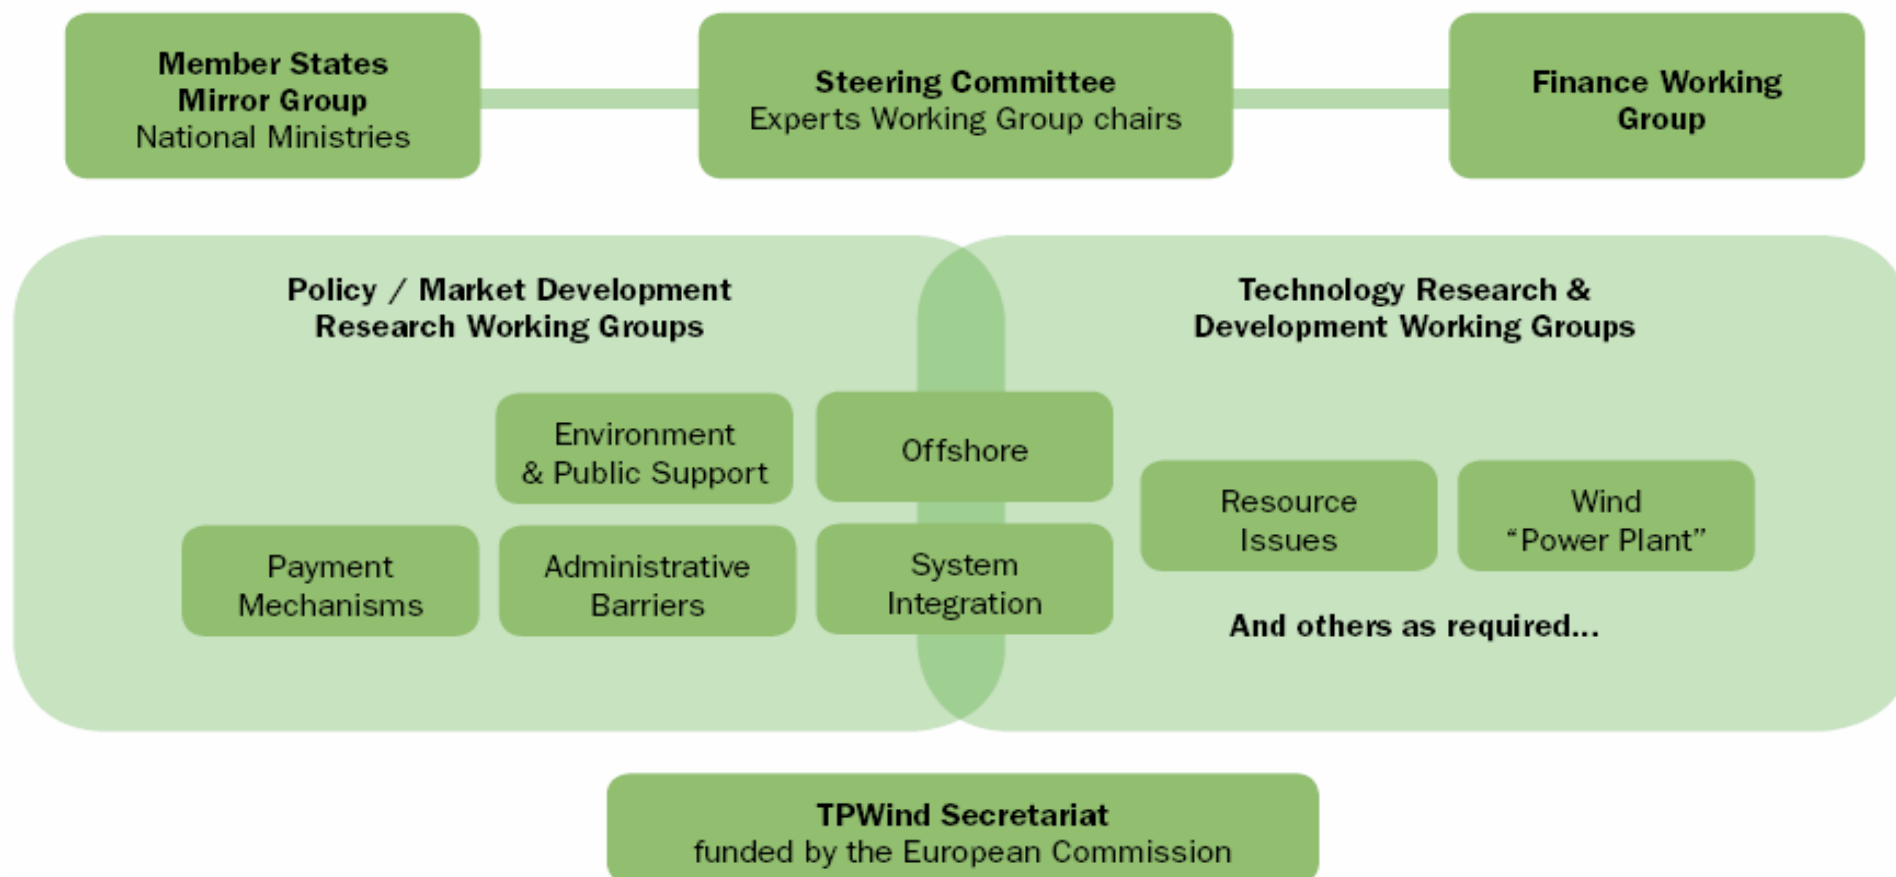 Member States
Mirror Group
National Ministries
Steering Committee
Experts Working Group chairs
Finance Working
Group
Policy / Market Development
Research Working Groups
Technology Research &
Development Working Groups
Environment
& Public Support
Offshore
Resource
Issues
Wind
“Power Plant”
Payment
Mechanisms
Administrative
Barriers
System
Integration
And others as required...
TPWind Secretariat
funded by the European Commission